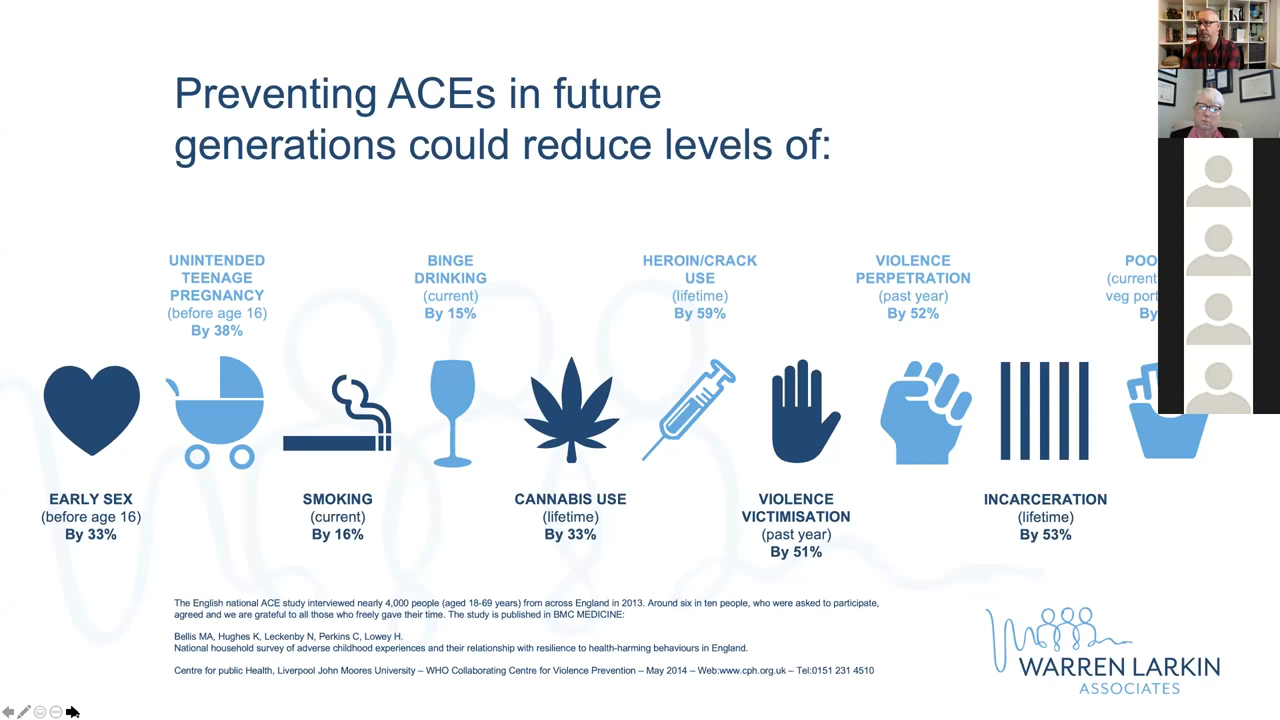 Preventing ACEs in future
generations could reduce levels of:
UNINTENDED
TEENAGE
PREGNANCY
(before age 16)
By 38%
BINGE
DRINKING
(current)
By 15%
HEROIN/CRACK
USE
(lifetime)
By 59%
VIOLENCE
PERPETRATION
(past year)
By 52%
POO
(current
veg port
By
EARLY SEX
(before age 16)
By 33%
SMOKING
(current)
By 16%
CANNABIS USE
(lifetime)
By 33%
VIOLENCE
VICTIMISATION
(past year)
By 51%
INCARCERATION
(lifetime)
By 53%
The English national ACE study interviewed nearly 4,000 people (aged 18-69 years) from across England in 2013. Around six in ten people, who were asked to participate,
agreed and we are grateful to all those who freely gave their time. The study is published in BMC MEDICINE:
Bellis MA, Hughes K, Leckenby N, Perkins C, Lowey H.
National household survey of adverse childhood experiences and their relationship with resilience to health-harming behaviours in England.
Centre for public Health, Liverpool John Moores University – WHO Collaborating Centre for Violence Prevention – May 2014 – Web:www.cph.org.uk – Tel:0151 231 4510
WARREN LARKIN
ASSOCIATES